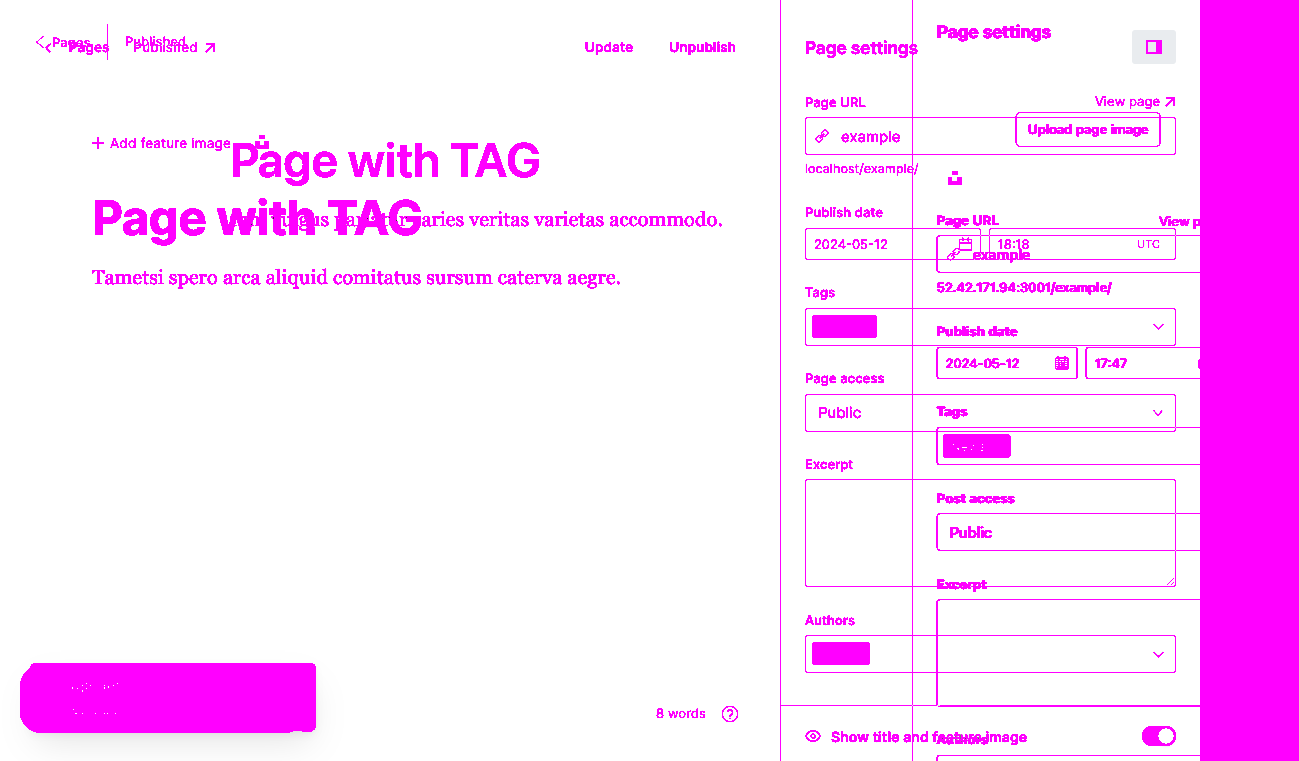 Pages
Published
Pages
Published
Update
Unpublish
Page settings
Page settings
Page URL
View page
Upload page image
example
localhost/example/
Add feature image
Page with TAG
Page with TAG
veritas varietas accommodo.
Tametsi spero arca aliquid comitatus sursum caterva aegre.
Publish date
Page URL
View p
2024-05-12
18:18
UTC
example
52.42.171.94:3001/example/
Tags
Publish date
2024-05-12
17:47
Page access
Public
Tags
Excerpt
Post access
Public
Excerpt
Authors
8 words
Show title and feature image
Authors